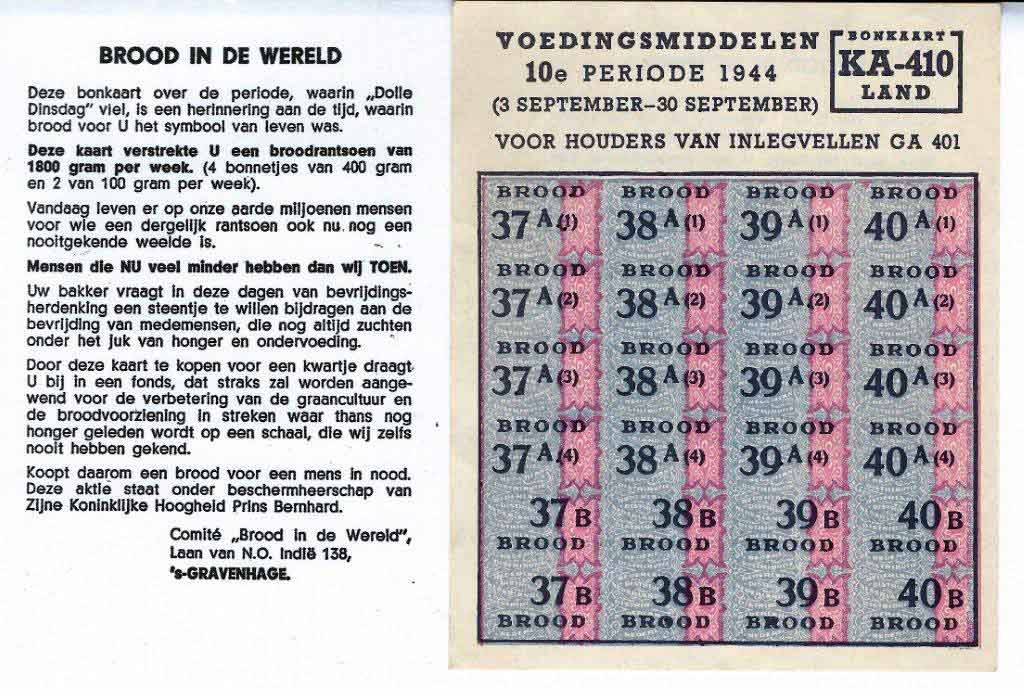 BROOD IN DE WERELD
Deze bonkaart over de periode, waarin „Dolle
Dinsdag” viel, is een herinnering aan de tijd, waarin
brood voor U het symbool van leven was.
Deze kaart verstrekte U een broodrantsoen van
1800 gram per week. (4 bonnetjes van 400 gram
en 2 van 100 gram per week).
Vandaag leven er op onze aarde miljoenen mensen
voor wie een dergelijk rantsoen ook nu nog een
nooitgekende weelde is.
Mensen die NU veel minder hebben dan wij TOEN.
Uw bakker vraagt in deze dagen van bevrijdings-
herdenking een steentje te willen bijdragen aan de
bevrijding van medemensen, die nog altijd zuchten
onder het juk van honger en ondervoeding.
Door deze kaart te kopen voor een kwartje draagt
U bij in een fonds, dat straks zal worden aange-
wend voor de verbetering van de graancultuur en
de broodvoorziening in streken waar thans nog
honger geleden wordt op een schaal, die wij zelfs
nooit hebben gekend.
Koopt daarom een brood voor een mens in nood.
Deze aktie staat onder beschermheerschap van
Zijne Koninklijke Hoogheid Prins Bernhard.
Comité „Brood in de Wereld”,
Laan van N.O. Indië 138,
's-GRAVENHAGE.
VOEDINGSMIDDELEN
10e PERIODE 1944
(3 SEPTEMBER–30 SEPTEMBER)
BONKAART
KA-410
LAND
VOOR HOUDERS VAN INLEGVELLEN GA 401
BROOD BROOD BROOD BROOD
37 A (1) 38 A (1) 39 A (1) 40 A (1)
BROOD BROOD BROOD BROOD
37 A (2) 38 A (2) 39 A (2) 40 A (2)
BROOD BROOD BROOD BROOD
37 A (3) 38 A (3) 39 A (3) 40 A (3)
BROOD BROOD BROOD BROOD
37 A (4) 38 A (4) 39 A (4) 40 A (4)
37 B 38 B 39 B 40 B
BROOD BROOD BROOD BROOD
37 B 38 B 39 B 40 B
BROOD BROOD BROOD BROOD